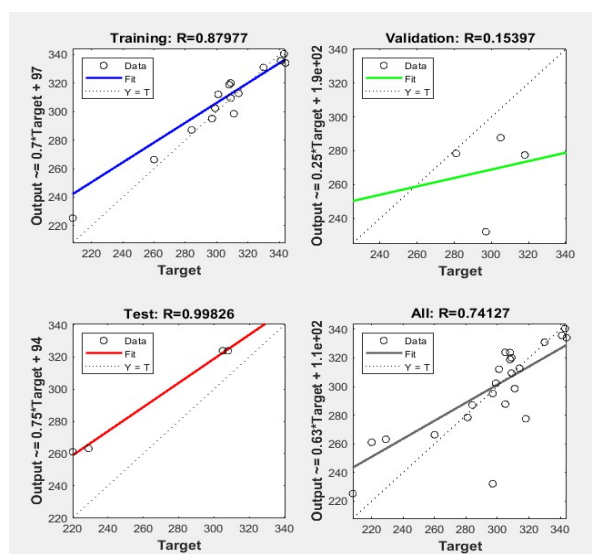 Training: R=0.87977
Output ~= 0.7*Target + 97
340
320
300
280
260
240
220
Data
Fit
Y = T
220 240 260 280 300 320 340
Target
Validation: R=0.15397
Output ~= 0.25*Target + 1.9e+02
340
320
300
280
260
240
Data
Fit
Y = T
240 260 280 300 320 340
Target
Test: R=0.99826
Output ~= 0.75*Target + 94
340
320
300
280
260
240
220
Data
Fit
Y = T
220 240 260 280 300 320 340
Target
All: R=0.74127
Output ~= 0.63*Target + 1.1e+02
340
320
300
280
260
240
220
Data
Fit
Y = T
220 240 260 280 300 320 340
Target